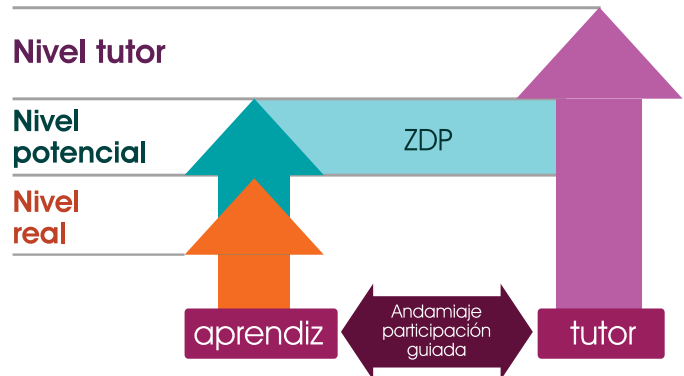 Nivel tutor
Nivel
potencial
ZDP
Nivel
real
aprendiz
Andamiaje
participación
guiada
tutor